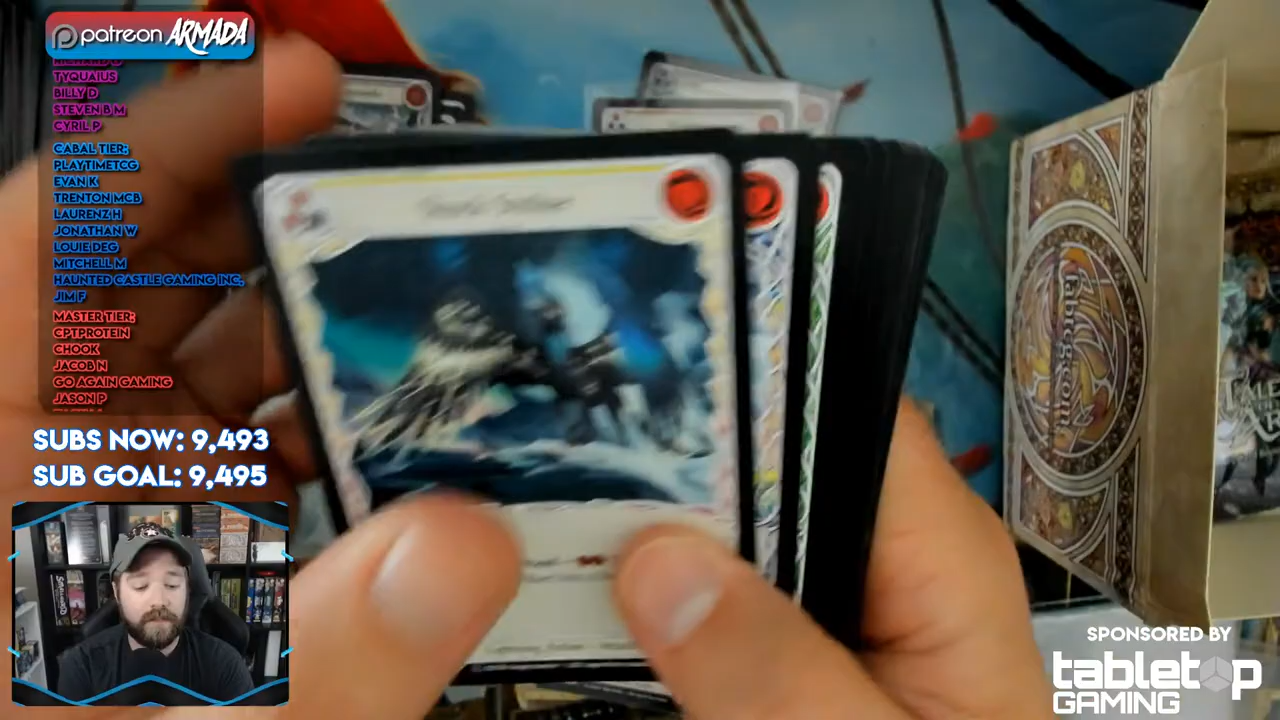 patreon ARMADA
TYQUAIUS
BILLY D
STEVEN B M
CYRIL P
CABAL TIER:
PLAYTIMETCG
EVAN K
TRENTON MCB
LAURENZ H
JONATHAN W
LOUIE DEG
MITCHELL M
HAUNTED CASTLE GAMING INC.
JIM F
MASTER TIER:
CPTPROTEIN
CHOOK
JACOB N
GO AGAIN GAMING
JASON P
SUBS NOW: 9,493
SUB GOAL: 9,495
fabtcg.com
SPONSORED BY
tabletop
GAMING